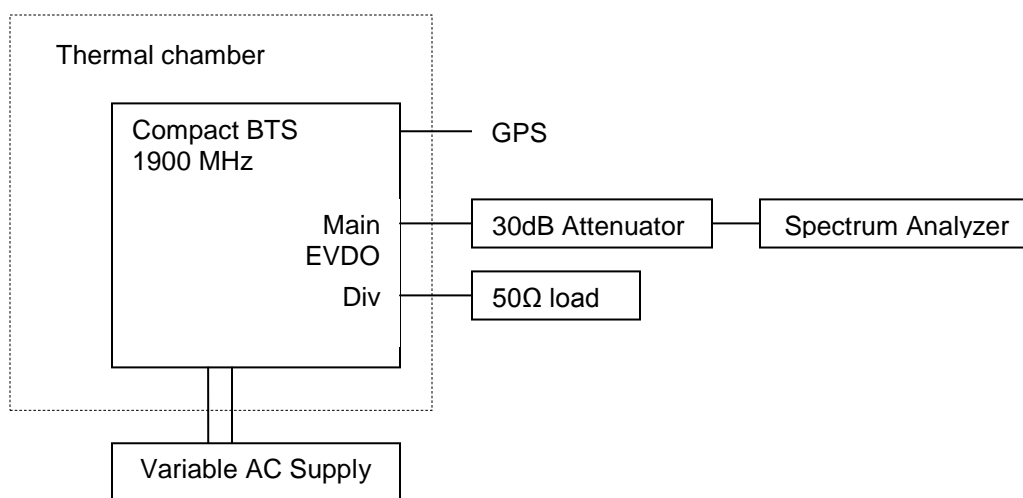 Thermal chamber
Compact BTS
1900 MHz
GPS
Main
EVDO
Div
30dB Attenuator
Spectrum Analyzer
50Ω load
Variable AC Supply